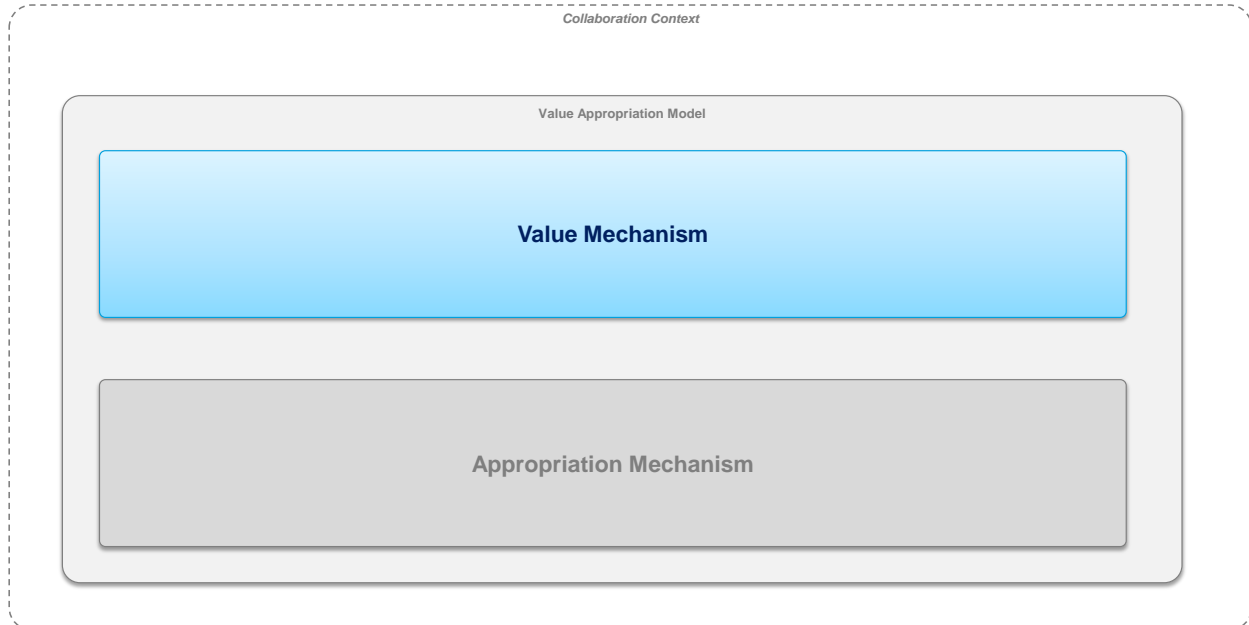 Collaboration Context
Value Appropriation Model
Value Mechanism
Appropriation Mechanism